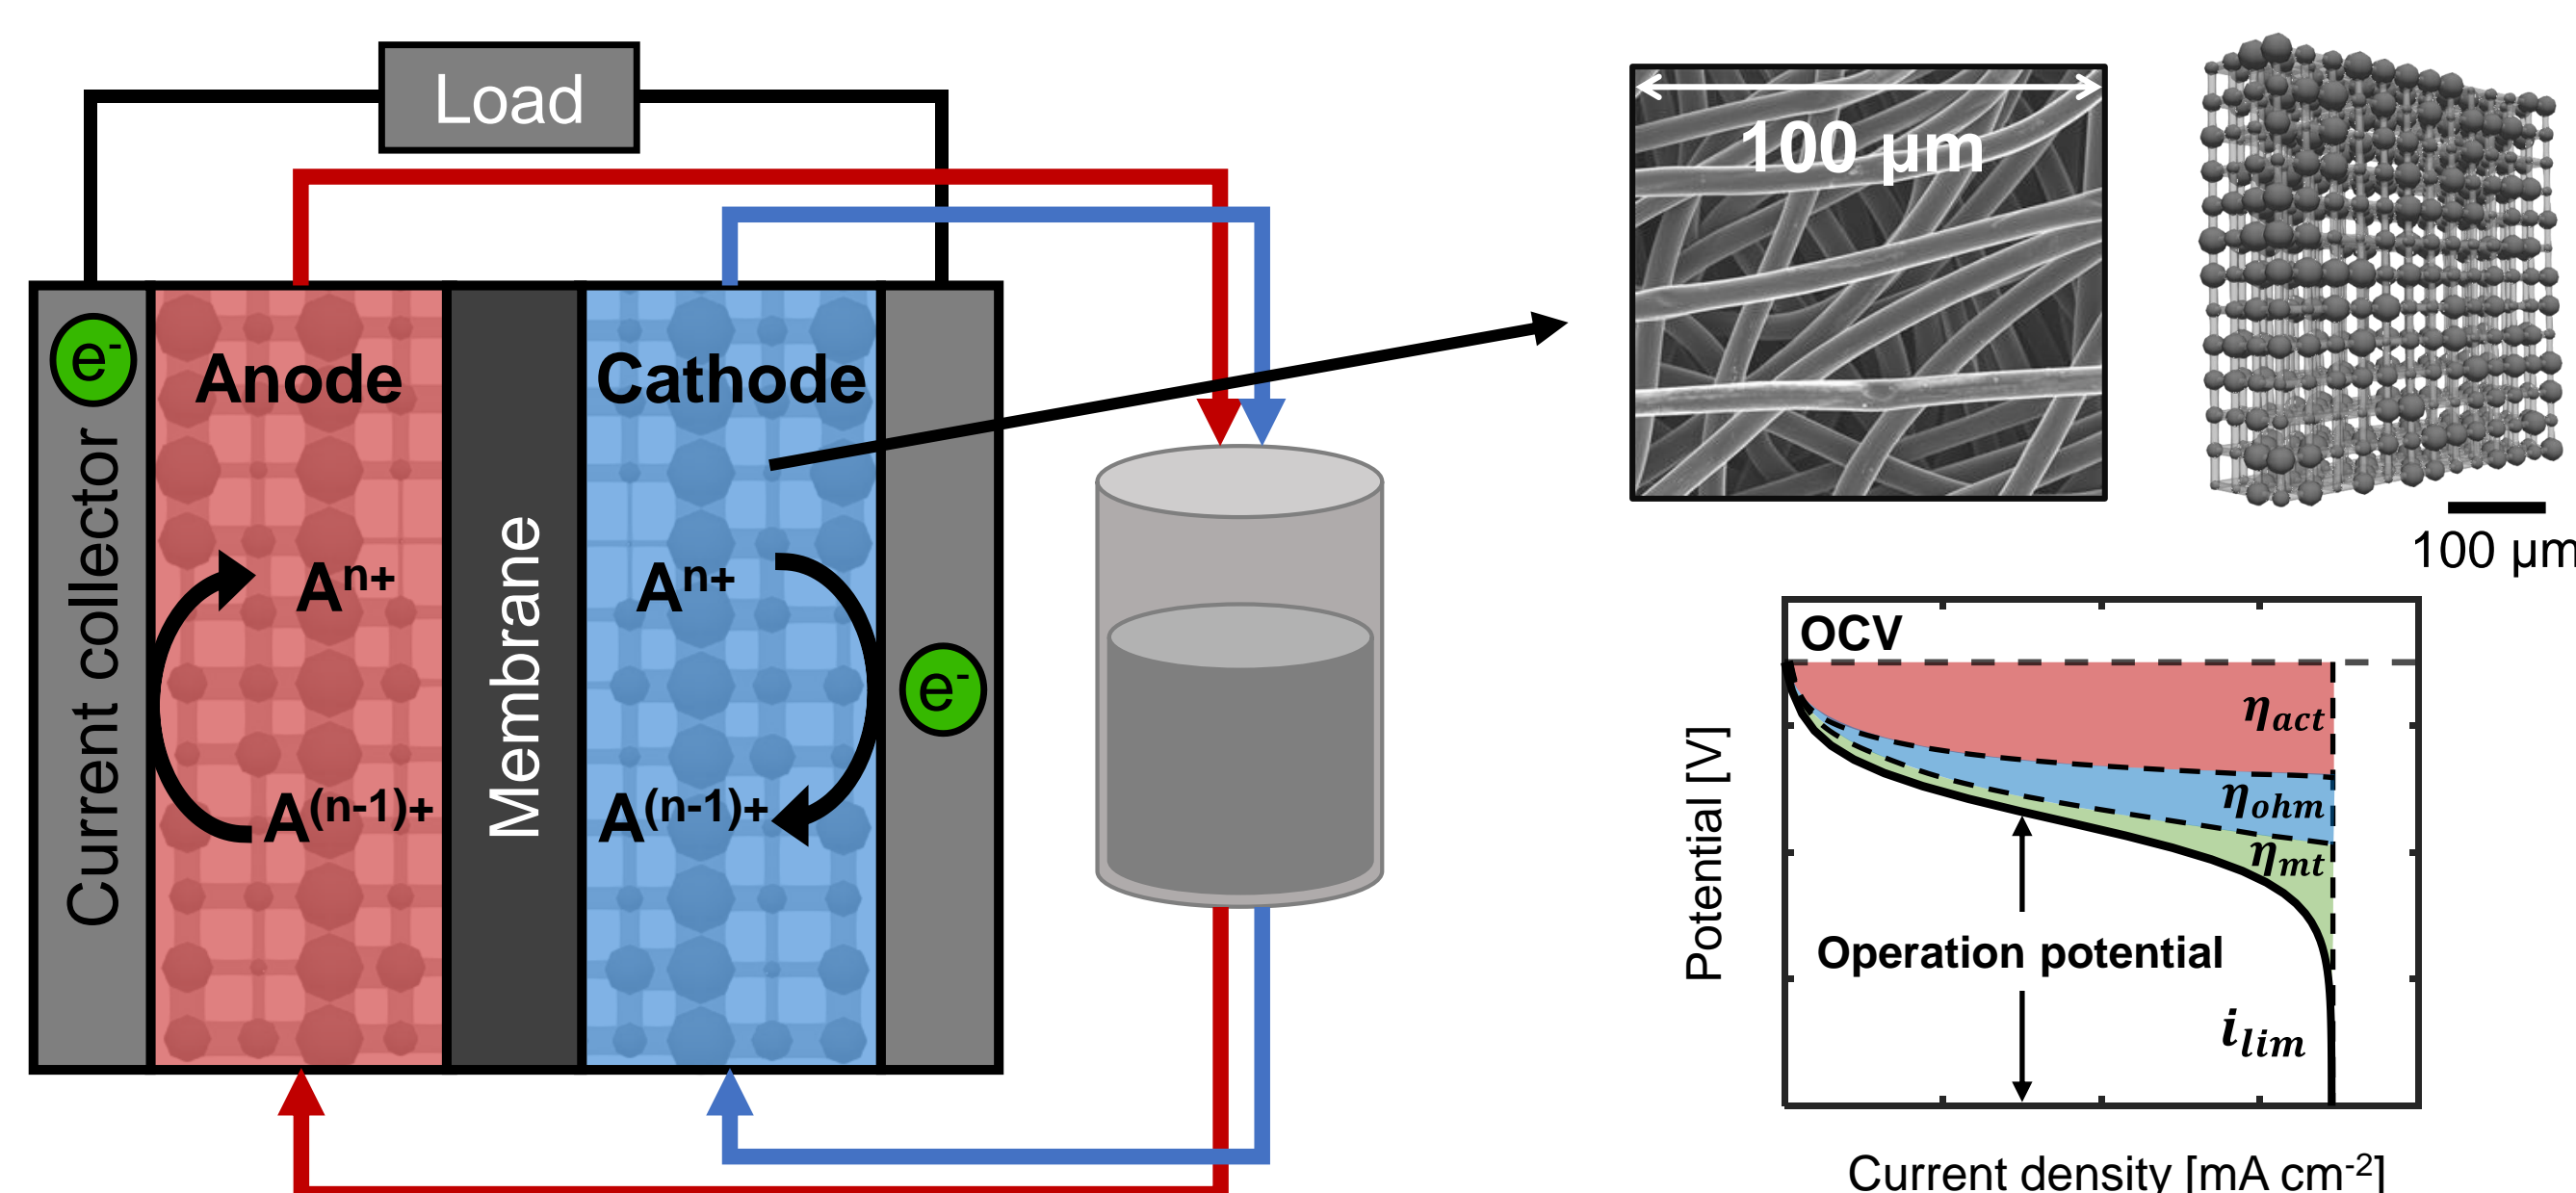 Load
100 µm
100 µm
e-
Anode
Cathode
Current collector
Membrane
An+
An+
e-
A(n-1)+
A(n-1)+
OCV
ηact
ηohm
ηmt
Operation potential
ilim
Potential [V]
Current density [mA cm-2]